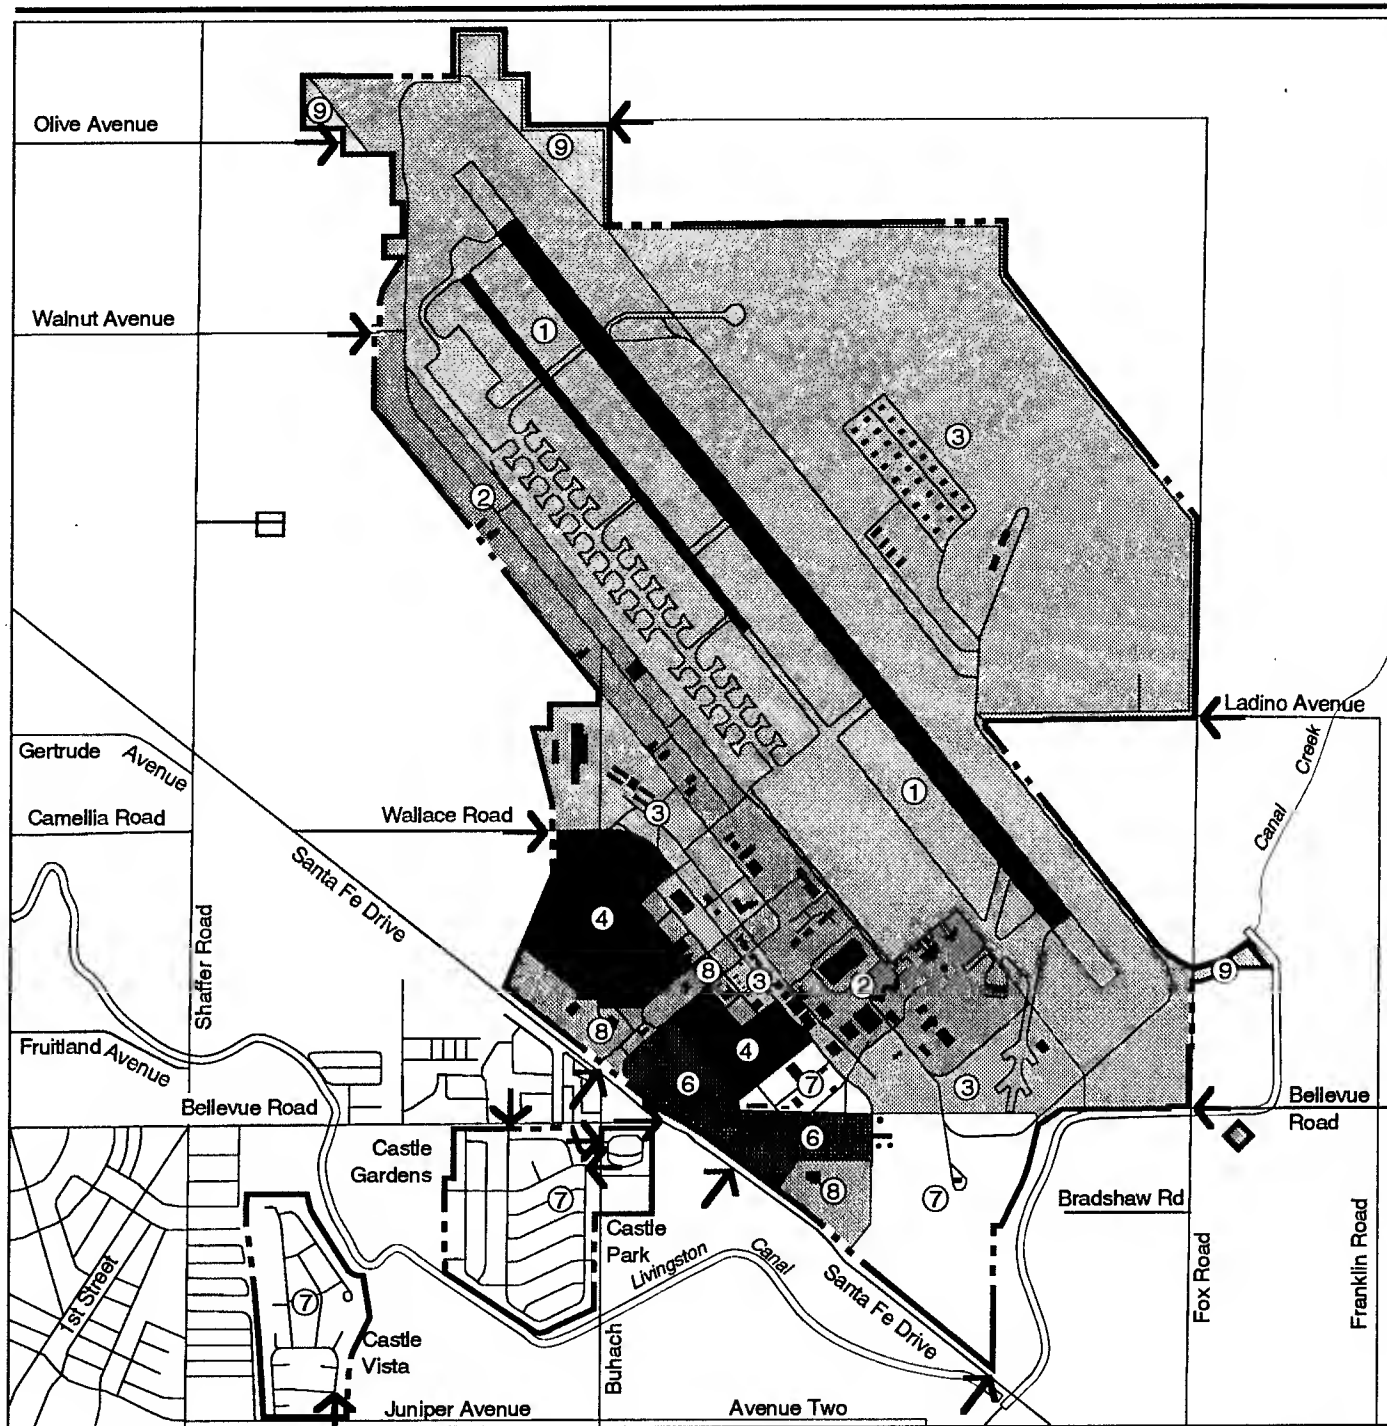 9
Olive Avenue
9
Walnut Avenue
1
3
2
Ladino Avenue
Creek
Gertrude Avenue
1
Canal
Wallace Road
3
Camellia Road
Santa Fe Drive
4
Shaffer Road
8
3
2
9
8
4
Fruitland Avenue
6
7
3
Bellevue Road
Bellevue
Road
Castle
Gardens
6
7
8
7
Bradshaw Rd
Castle
Park
Livingston
Canal
Santa Fe Drive
Fox Road
Franklin Road
1st Street
7
Castle
Vista
Buhach
Juniper Avenue
Avenue Two